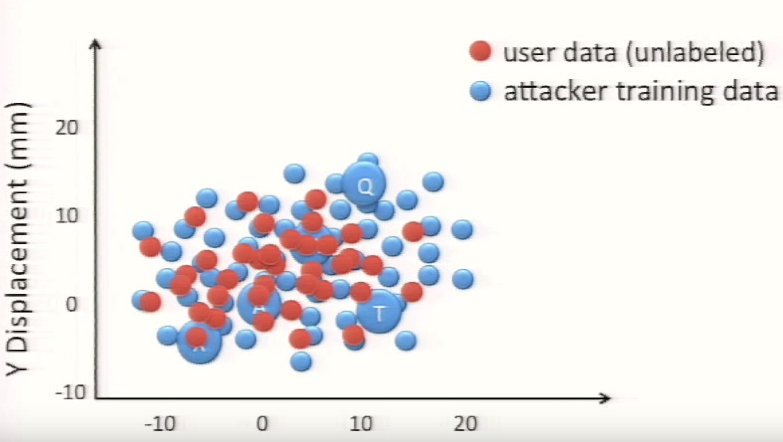 user data (unlabeled)
attacker training data
Y Displacement (mm)
20
10
0
-10
-10 0 10 20
Q
A
T